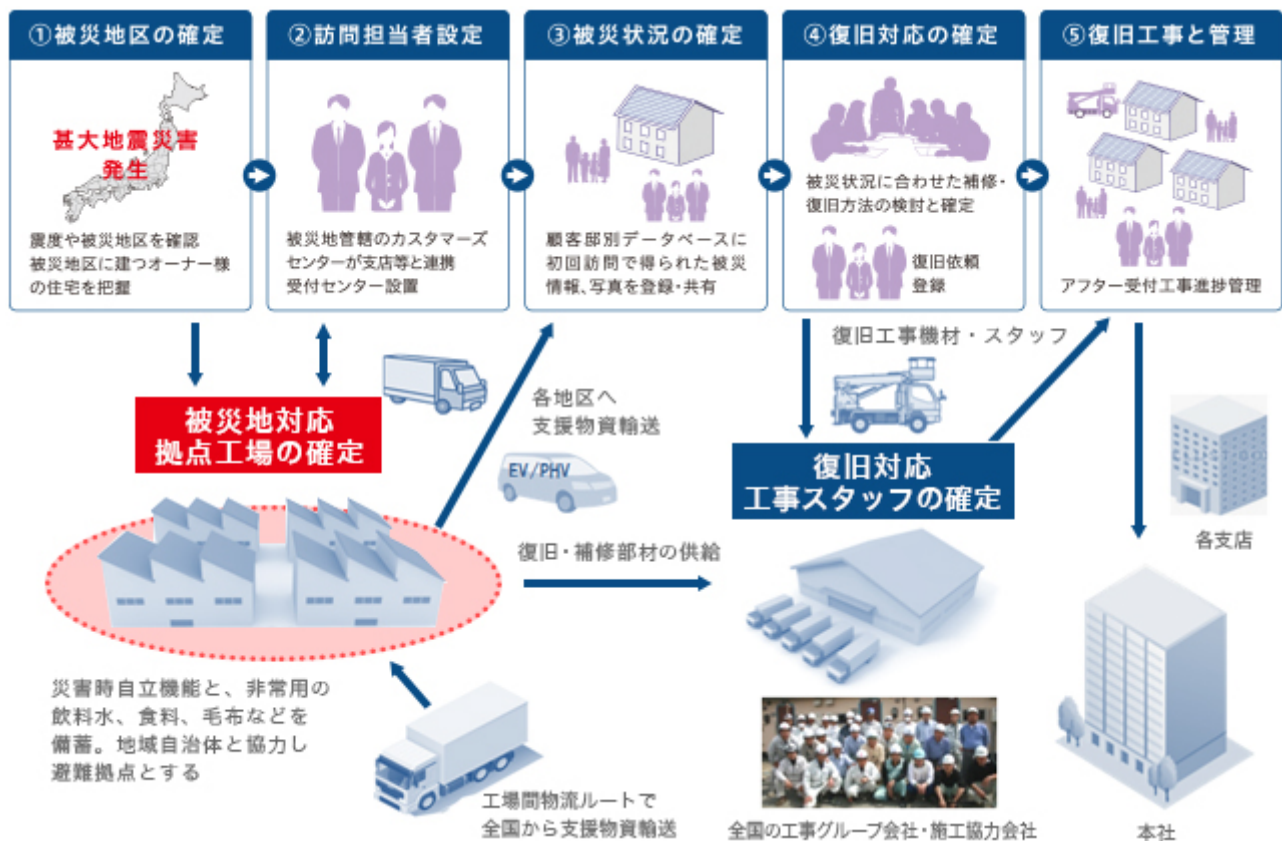 ①被災地区の確定
②訪問担当者設定
③被災状況の確定
④復旧対応の確定
⑤復旧工事と管理
甚大地震災害
発生
震度や被災地区を確認
被災地区に建つオーナー様
の住宅を把握
被災地管轄のカスタマーズ
センターが支店等と連携
受付センター設置
顧客邸別データベースに
初回訪問で得られた被災
情報、写真を登録・共有
被災状況に合わせた補修・
復旧方法の検討と確定
復旧依頼
登録
アフター受付工事進捗管理
被災地対応
拠点工場の確定
各地区へ
支援物資輸送
EV/PHV
復旧・補修部材の供給
復旧工事機材・スタッフ
復旧対応
工事スタッフの確定
各支店
災害時自立機能と、非常用の
飲料水、食料、毛布などを
備蓄。地域自治体と協力し
避難拠点とする
工場間物流ルートで
全国から支援物資輸送
全国の工事グループ会社・施工協力会社
本社